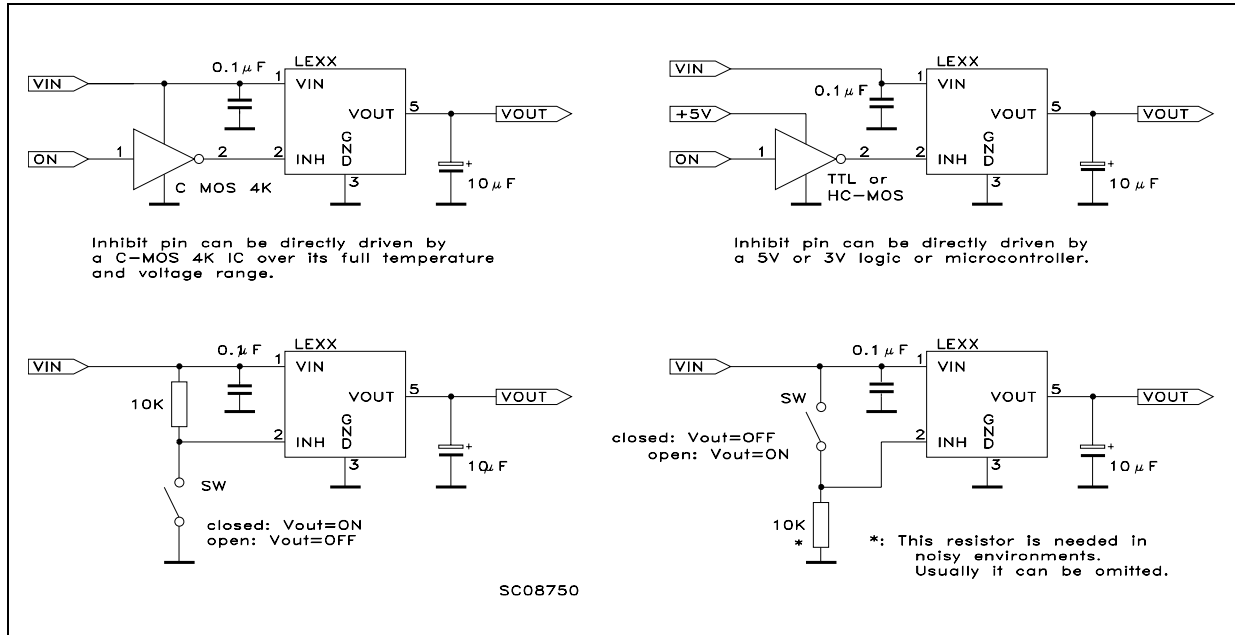 LEXX
VIN
0.1μF
1
VIN
VOUT
5
VOUT
ON
1
2
2
INH
GND
3
C MOS 4K
+
10μF
Inhibit pin can be directly driven by
a C-MOS 4K IC over its full temperature
and voltage range.
LEXX
VIN
1
VIN
0.1μF
+5V
VOUT
5
VOUT
ON
1
2
2
INH
GND
3
TTL or
HC-MOS
+
10μF
Inhibit pin can be directly driven by
a 5V or 3V logic or microcontroller.
LEXX
VIN
0.1μF
1
VIN
10K
VOUT
5
VOUT
2
INH
GND
3
+
10μF
SW
closed: Vout=ON
open: Vout=OFF
LEXX
VIN
0.1μF
1
VIN
SW
VOUT
5
VOUT
closed: Vout=OFF
open: Vout=ON
2
INH
GND
3
+
10μF
10K
*
*: This resistor is needed in
noisy environments.
Usually it can be omitted.
SC08750